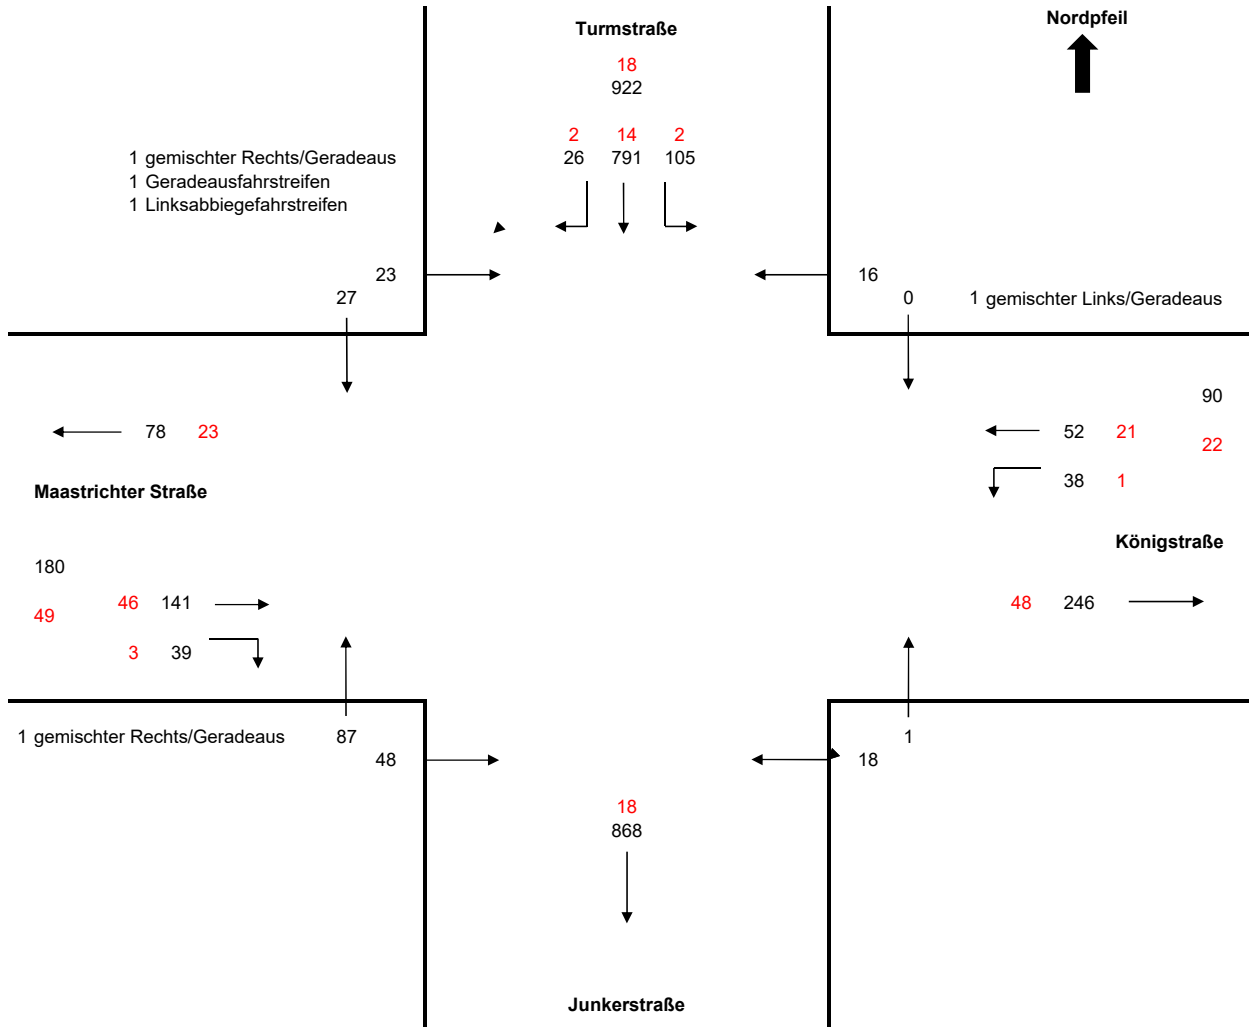 Nordpfeil
Turmstraße
18
922
2 14 2
26 791 105
1 gemischter Rechts/Geradeaus
1 Geradeausfahrstreifen
1 Linksabbiegefahrstreifen
23
27
16
0
1 gemischter Links/Geradeaus
90
78 23
52 21
22
38 1
Maastrichter Straße
Königstraße
180
46 141
49
3 39
48 246
1 gemischter Rechts/Geradeaus
87
48
1
18
18
868
Junkerstraße